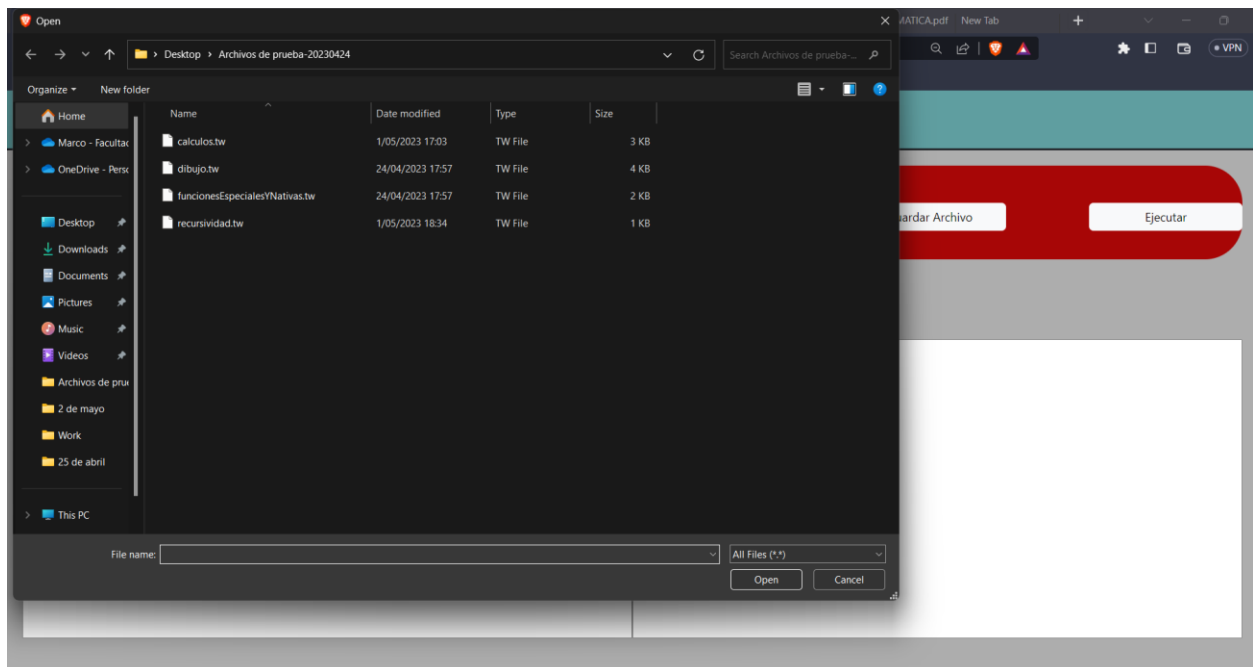 Open
MATICA.pdf New Tab
Desktop > Archivos de prueba-20230424
Search Archivos de prueba-...
VPN
Organize New folder
Name Date modified Type Size
calculos.tw 1/05/2023 17:03 TW File 3 KB
dibujo.tw 24/04/2023 17:57 TW File 4 KB
funcionesEspecialesYNativas.tw 24/04/2023 17:57 TW File 2 KB
recursividad.tw 1/05/2023 18:34 TW File 1 KB
Home
Marco - Facultac
OneDrive - Perso
Desktop
Downloads
Documents
Pictures
Music
Videos
Archivos de prue
2 de mayo
Work
25 de abril
This PC
uardar Archivo
Ejecutar
File name:
All Files (*.*)
Open Cancel